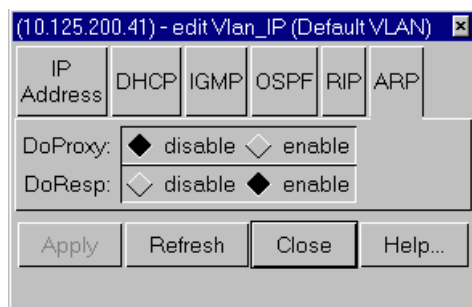 (10.125.200.41) - edit Vlan_IP (Default VLAN)
IP Address DHCP IGMP OSPF RIP ARP
DoProxy: disable enable
DoResp: disable enable
Apply Refresh Close Help...